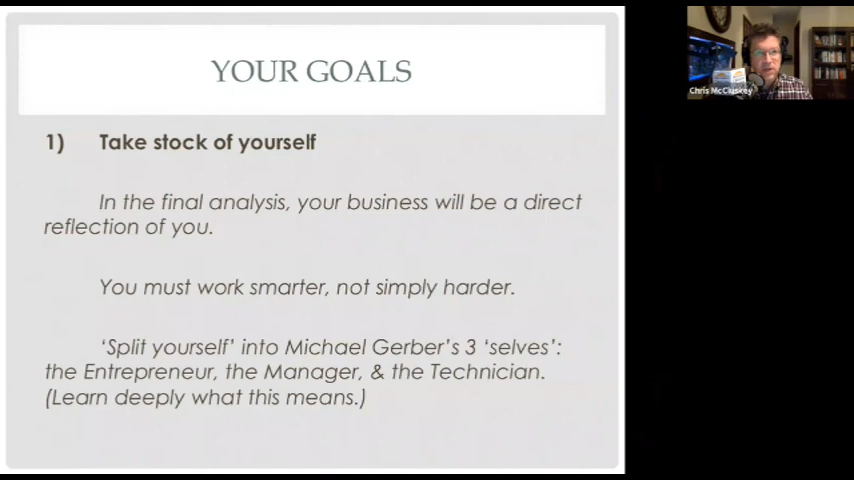 YOUR GOALS
1) Take stock of yourself
In the final analysis, your business will be a direct
reflection of you.
You must work smarter, not simply harder.
‘Split yourself’ into Michael Gerber’s 3 ‘selves’:
the Entrepreneur, the Manager, & the Technician.
(Learn deeply what this means.)
Chris McCluskey